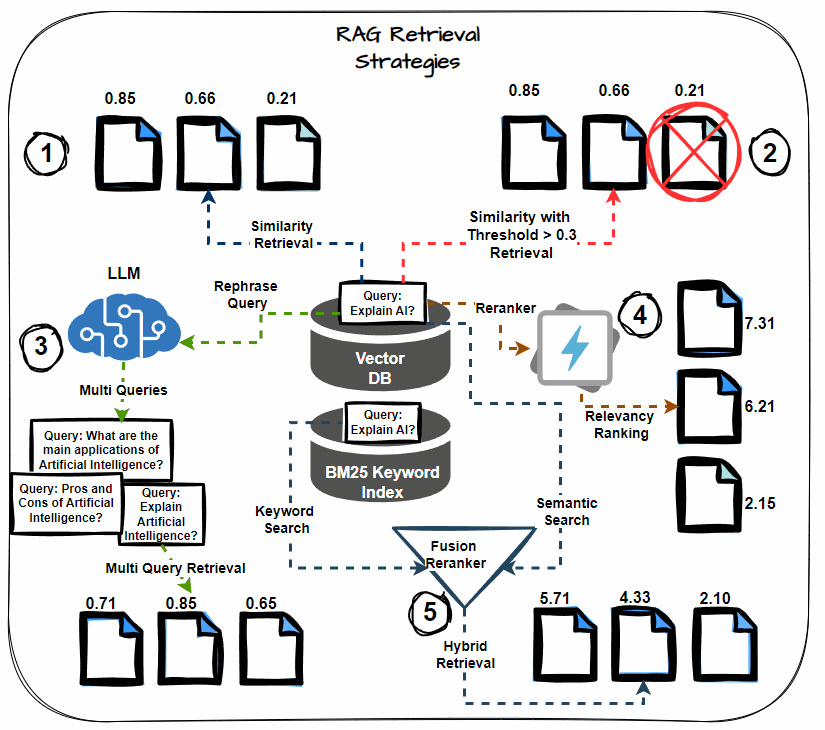 RAG Retrieval
Strategies
0.85
0.66
0.21
1
0.85
0.66
0.21
2
Similarity
Retrieval
Similarity with
Threshold > 0.3
Retrieval
LLM
Rephrase
Query
Query:
Explain AI?
Vector
DB
Reranker
4
7.31
6.21
2.15
Relevancy
Ranking
3
Multi Queries
Query: What are the
main applications of
Artificial Intelligence?
Query: Pros and
Cons of Artificial
Intelligence?
Query:
Explain
Artificial
Intelligence?
Multi Query Retrieval
0.71
0.85
0.65
Query:
Explain AI?
BM25 Keyword
Index
Keyword
Search
Semantic
Search
Fusion
Reranker
5
Hybrid
Retrieval
5.71
4.33
2.10